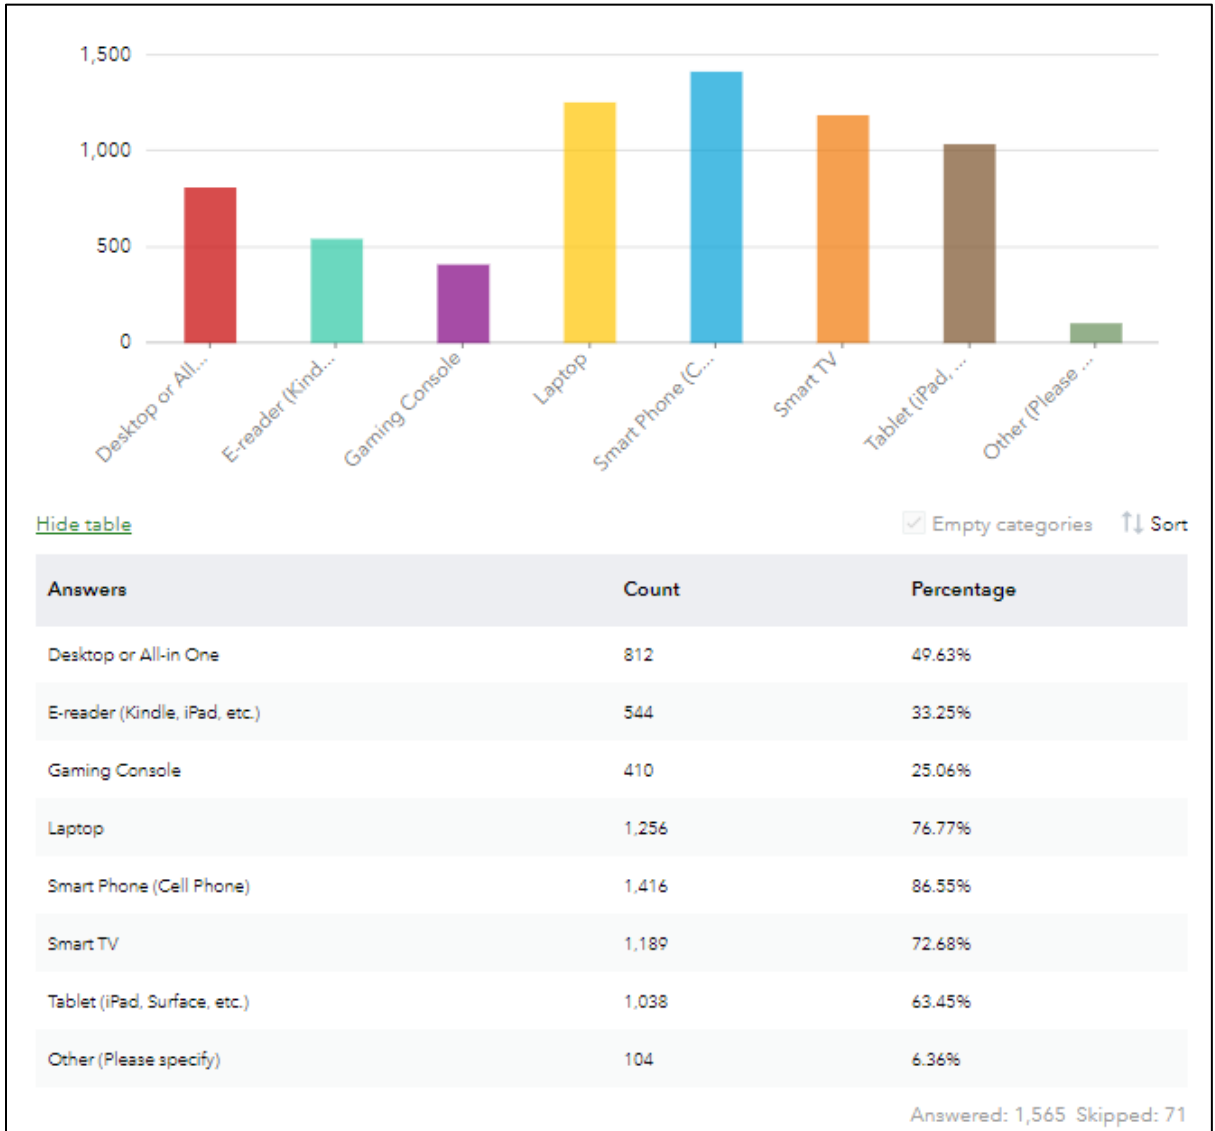 1,500
1,000
500
0
Desktop or All...
E-reader (Kind...
Gaming Console
Laptop
Smart Phone (C...
Smart TV
Tablet (iPad, ...
Other (Please ...
Hide table
Empty categories Sort
Answers Count Percentage
Desktop or All-in One 812 49.63%
E-reader (Kindle, iPad, etc.) 544 33.25%
Gaming Console 410 25.06%
Laptop 1,256 76.77%
Smart Phone (Cell Phone) 1,416 86.55%
Smart TV 1,189 72.68%
Tablet (iPad, Surface, etc.) 1,038 63.45%
Other (Please specify) 104 6.36%
Answered: 1,565 Skipped: 71